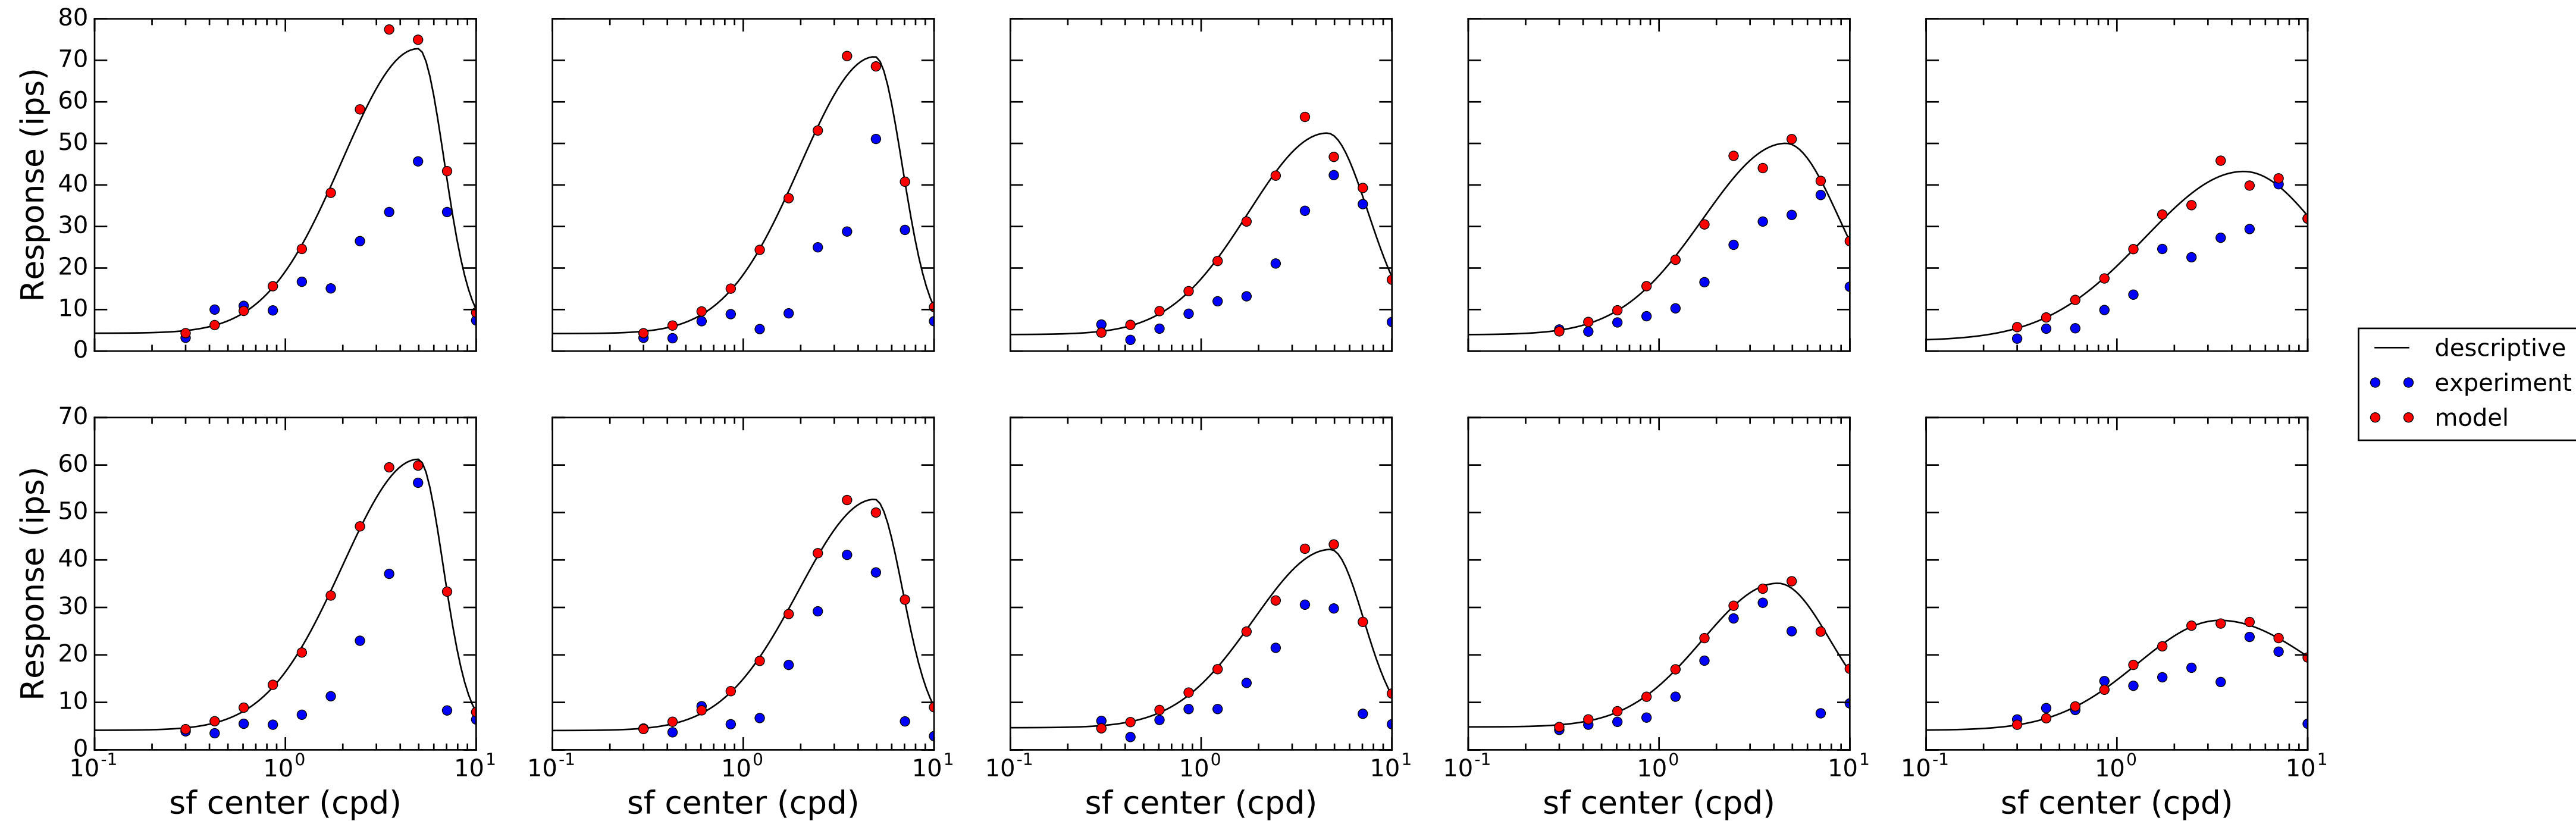 80
70
60
50
40
30
20
10
0
Response (ips)
descriptive
experiment
model
70
60
50
40
30
20
10
0
Response (ips)
10⁻¹ 10⁰ 10¹ 10⁻¹ 10⁰ 10¹ 10⁻¹ 10⁰ 10¹ 10⁻¹ 10⁰ 10¹ 10⁻¹ 10⁰ 10¹
sf center (cpd) sf center (cpd) sf center (cpd) sf center (cpd) sf center (cpd)